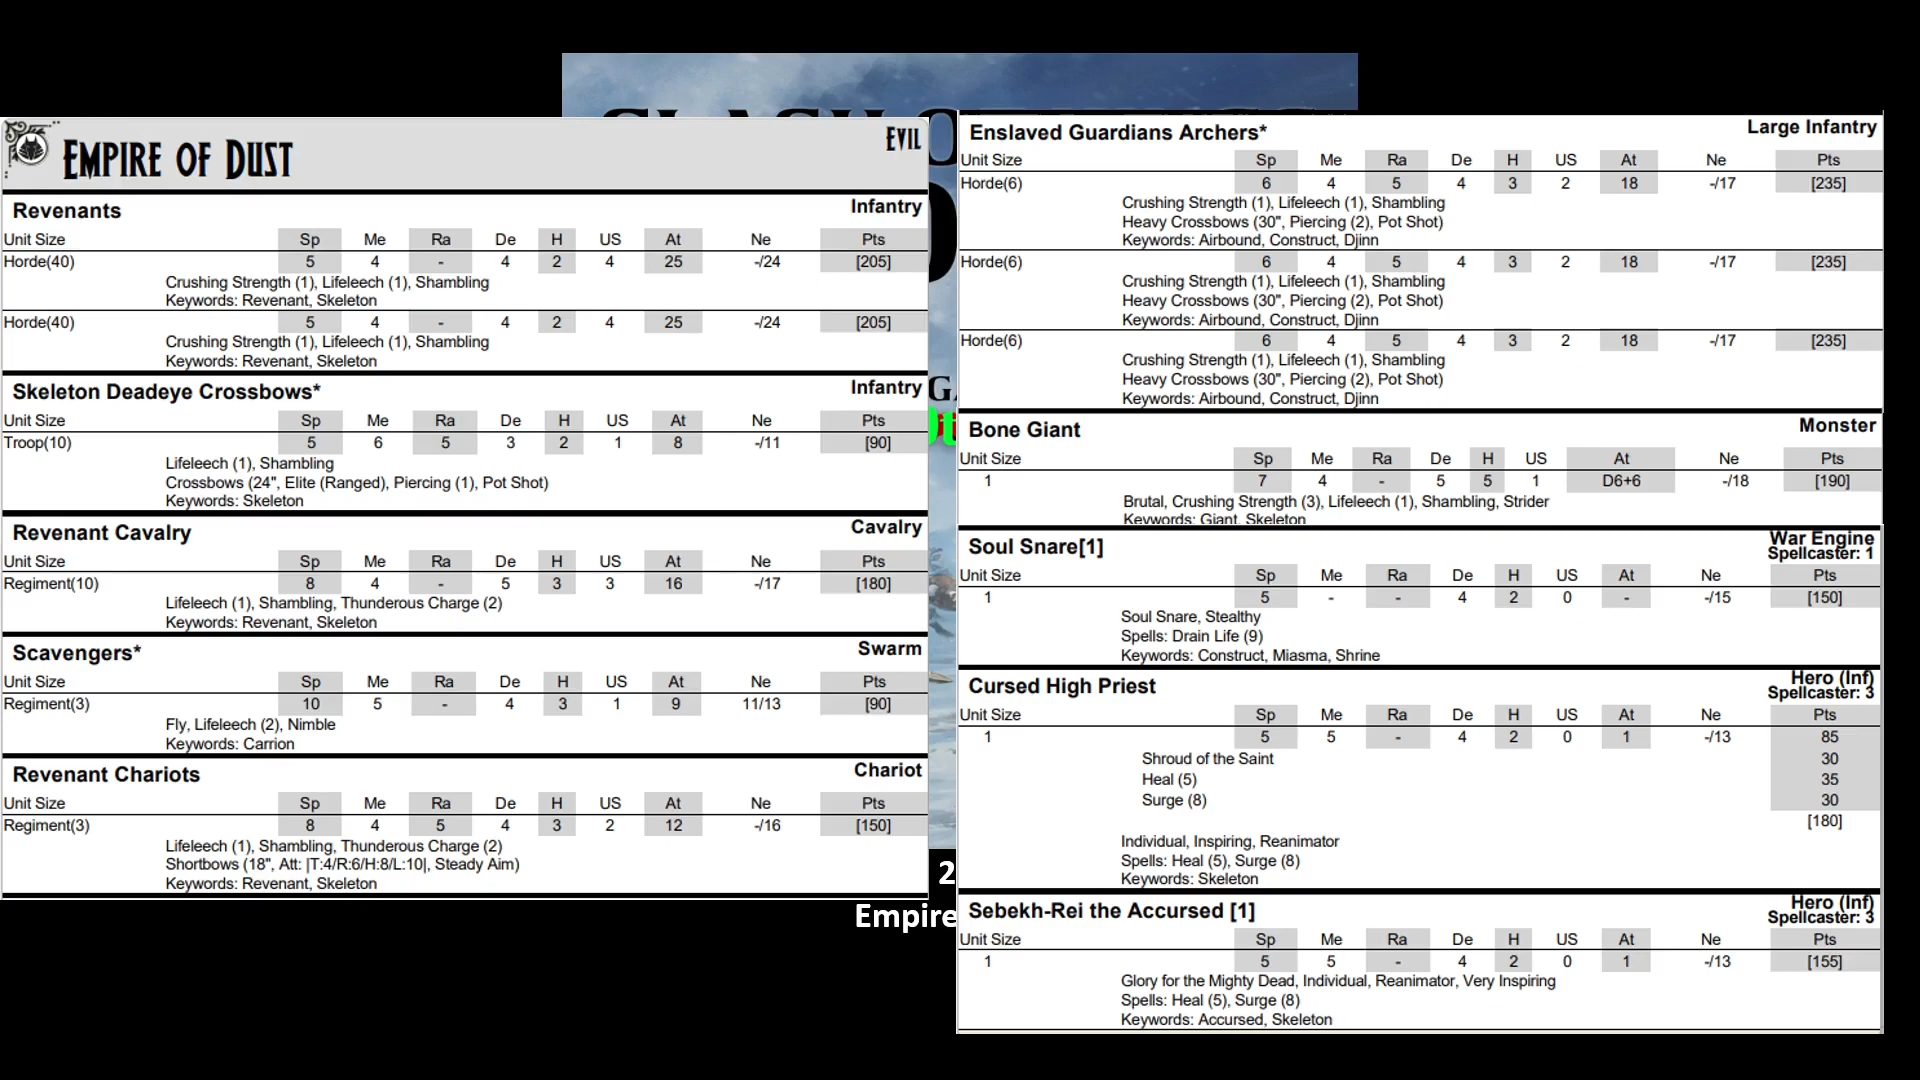 EMPIRE OF DUST
EVIL
Revenants
Infantry
Unit Size Sp Me Ra De H US At Ne Pts
Horde(40) 5 4 - 4 2 4 25 -/24 [205]
Crushing Strength (1), Lifeleech (1), Shambling
Keywords: Revenant, Skeleton
Horde(40) 5 4 - 4 2 4 25 -/24 [205]
Crushing Strength (1), Lifeleech (1), Shambling
Keywords: Revenant, Skeleton
Skeleton Deadeye Crossbows*
Infantry
Unit Size Sp Me Ra De H US At Ne Pts
Troop(10) 5 6 5 3 2 1 8 -/11 [90]
Lifeleech (1), Shambling
Crossbows (24", Elite (Ranged), Piercing (1), Pot Shot)
Keywords: Skeleton
Revenant Cavalry
Cavalry
Unit Size Sp Me Ra De H US At Ne Pts
Regiment(10) 8 4 - 5 3 3 16 -/17 [180]
Lifeleech (1), Shambling, Thunderous Charge (2)
Keywords: Revenant, Skeleton
Scavengers*
Swarm
Unit Size Sp Me Ra De H US At Ne Pts
Regiment(3) 10 5 - 4 3 1 9 11/13 [90]
Fly, Lifeleech (2), Nimble
Keywords: Carrion
Revenant Chariots
Chariot
Unit Size Sp Me Ra De H US At Ne Pts
Regiment(3) 8 4 5 4 3 2 12 -/16 [150]
Lifeleech (1), Shambling, Thunderous Charge (2)
Shortbows (18", Att: |T:4/R:6/H:8/L:10|, Steady Aim)
Keywords: Revenant, Skeleton
Enslaved Guardians Archers*
Large Infantry
Unit Size Sp Me Ra De H US At Ne Pts
Horde(6) 6 4 5 4 3 2 18 -/17 [235]
Crushing Strength (1), Lifeleech (1), Shambling
Heavy Crossbows (30", Piercing (2), Pot Shot)
Keywords: Airbound, Construct, Djinn
Horde(6) 6 4 5 4 3 2 18 -/17 [235]
Crushing Strength (1), Lifeleech (1), Shambling
Heavy Crossbows (30", Piercing (2), Pot Shot)
Keywords: Airbound, Construct, Djinn
Horde(6) 6 4 5 4 3 2 18 -/17 [235]
Crushing Strength (1), Lifeleech (1), Shambling
Heavy Crossbows (30", Piercing (2), Pot Shot)
Keywords: Airbound, Construct, Djinn
Bone Giant
Monster
Unit Size Sp Me Ra De H US At Ne Pts
1 7 4 - 5 5 1 D6+6 -/18 [190]
Brutal, Crushing Strength (3), Lifeleech (1), Shambling, Strider
Keywords: Giant, Skeleton
Soul Snare[1]
War Engine
Spellcaster: 1
Unit Size Sp Me Ra De H US At Ne Pts
1 5 - - 4 2 0 - -/15 [150]
Soul Snare, Stealthy
Spells: Drain Life (9)
Keywords: Construct, Miasma, Shrine
Cursed High Priest
Hero (Inf)
Spellcaster: 3
Unit Size Sp Me Ra De H US At Ne Pts
1 5 5 - 4 2 0 1 -/13 85
Shroud of the Saint 30
Heal (5) 35
Surge (8) 30
[180]
Individual, Inspiring, Reanimator
Spells: Heal (5), Surge (8)
Keywords: Skeleton
Sebekh-Rei the Accursed [1]
Hero (Inf)
Spellcaster: 3
Unit Size Sp Me Ra De H US At Ne Pts
1 5 5 - 4 2 0 1 -/13 [155]
Glory for the Mighty Dead, Individual, Reanimator, Very Inspiring
Spells: Heal (5), Surge (8)
Keywords: Accursed, Skeleton
2
Empire